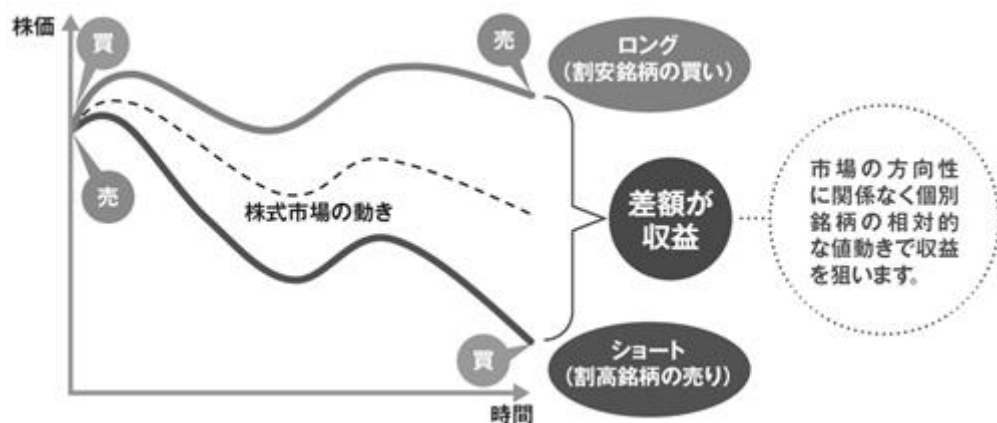 株価
買
売
ロング
(割安銘柄の買い)
売
株式市場の動き
差額が
収益
市場の方向性
に関係なく個別
銘柄の相対的
な値動きで収益
を狙います。
買
ショート
(割高銘柄の売り)
時間